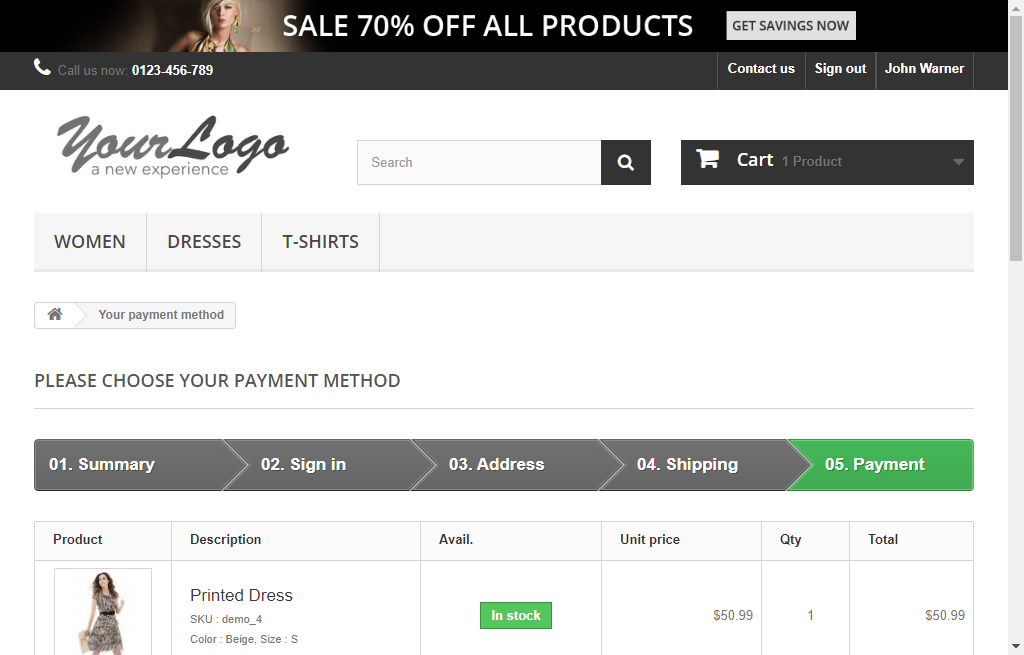 SALE 70% OFF ALL PRODUCTS GET SAVINGS NOW
Call us now: 0123-456-789 Contact us Sign out John Warner
YourLogo
a new experience
Search
Cart 1 Product
WOMEN DRESSES T-SHIRTS
Your payment method
PLEASE CHOOSE YOUR PAYMENT METHOD
01. Summary 02. Sign in 03. Address 04. Shipping 05. Payment
Product Description Avail. Unit price Qty Total
Printed Dress
SKU : demo_4
Color : Beige, Size : S
In stock $50.99 1 $50.99